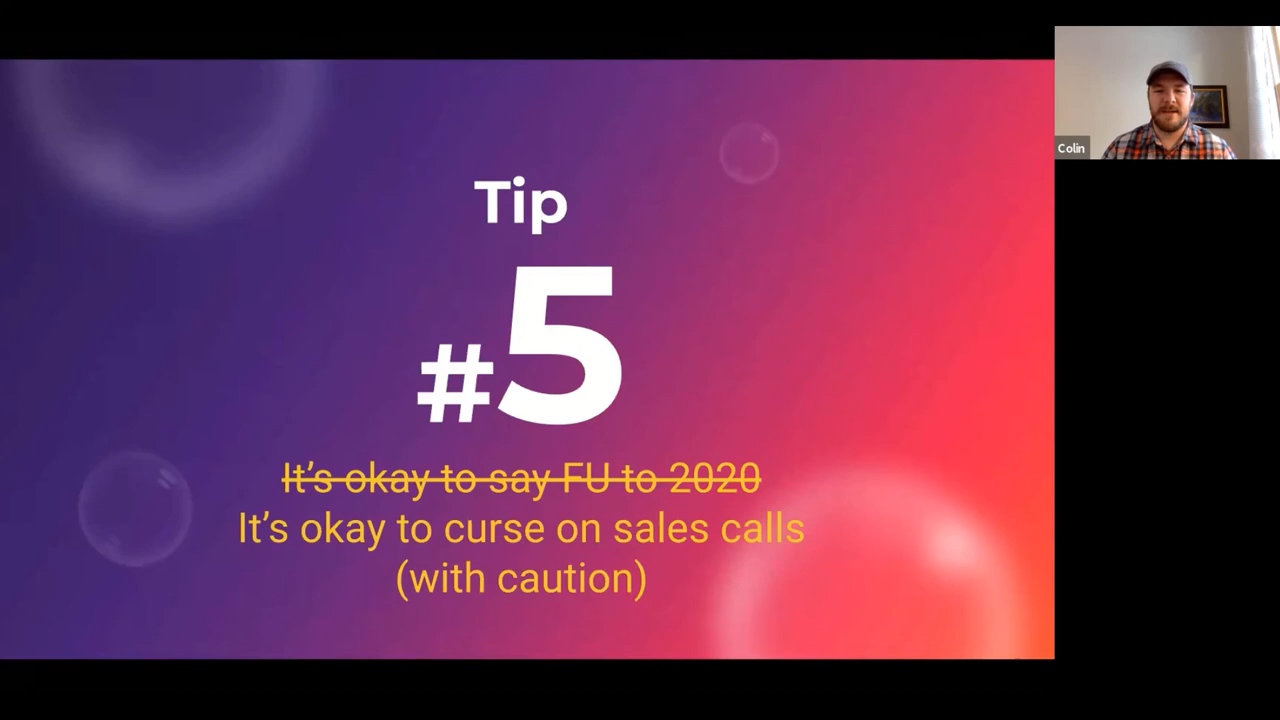 Tip
#5
It’s okay to say FU to 2020
It’s okay to curse on sales calls
(with caution)
Colin